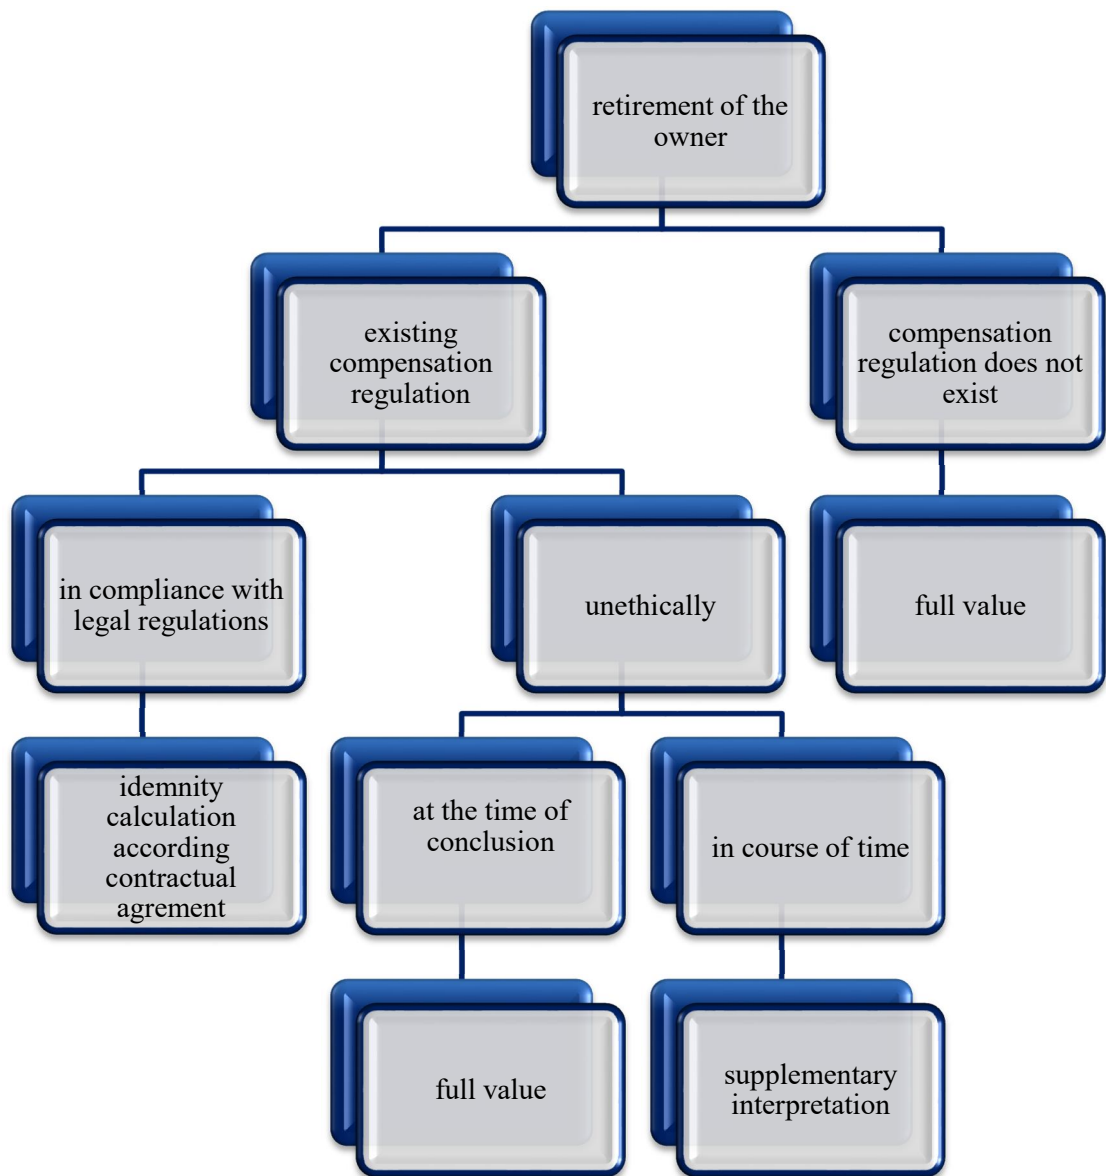 retirement of the
owner
existing
compensation
regulation
compensation
regulation does not
exist
in compliance with
legal regulations
unethically
full value
idemnity
calculation
according
contractual
agrement
at the time of
conclusion
in course of time
full value
supplementary
interpretation